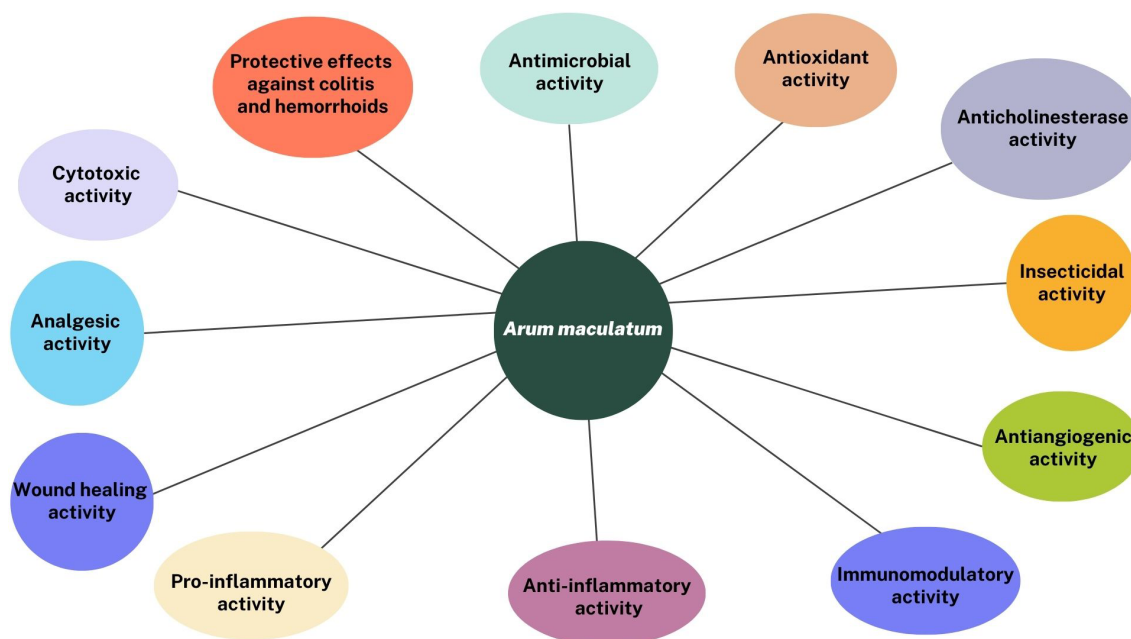 Protective effects
against colitis
and hemorrhoids
Antimicrobial
activity
Antioxidant
activity
Anticholinesterase
activity
Cytotoxic
activity
Insecticidal
activity
Analgesic
activity
Arum maculatum
Antiangiogenic
activity
Wound healing
activity
Pro-inflammatory
activity
Anti-inflammatory
activity
Immunomodulatory
activity